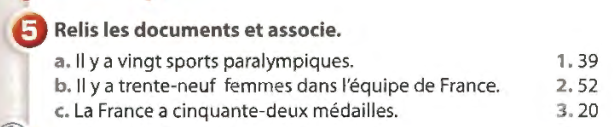 5 Relis les documents et associe.
a. Il y a vingt sports paralympiques. 1. 39
b. Il y a trente-neuf femmes dans l'équipe de France. 2. 52
c. La France a cinquante-deux médailles. 3. 20